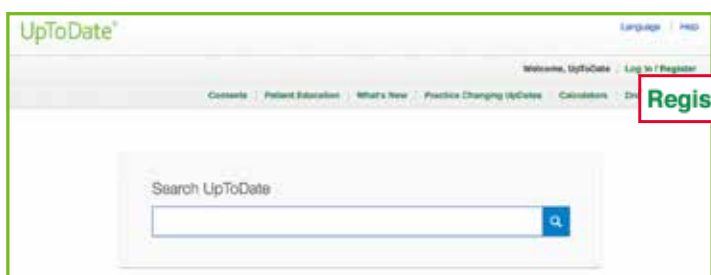 UpToDate®
Language Help
Welcome, UpToDate Log In / Register
Contents Patient Education What's New Practice Changing UpDates Calculators
Regis
Search UpToDate